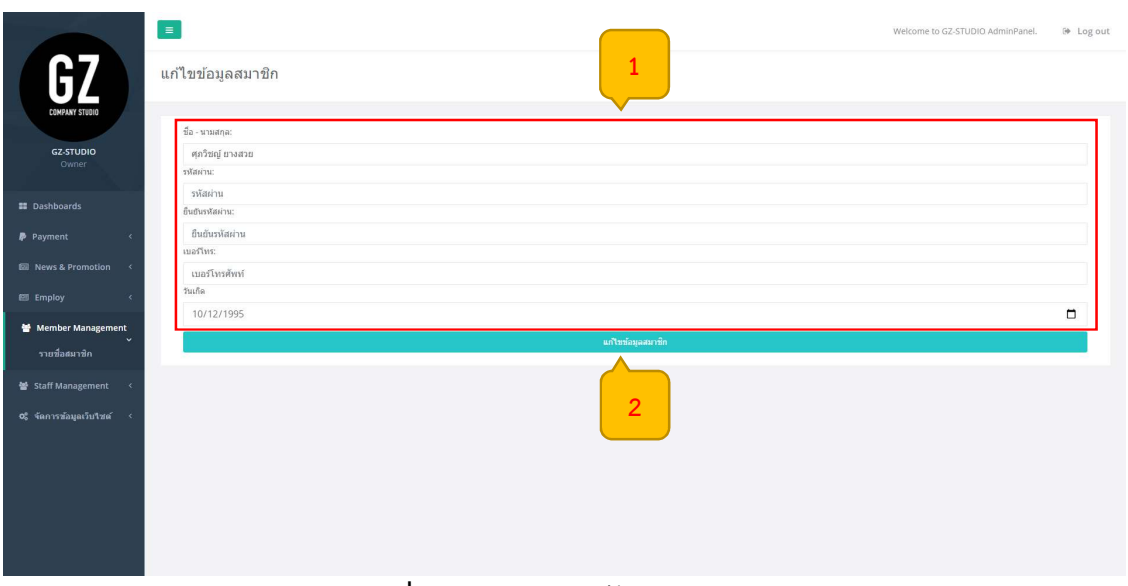 Welcome to GZ-STUDIO AdminPanel.
Log out
GZ
COMPANY STUDIO
GZ-STUDIO
Owner
Dashboards
Payment
News & Promotion
Employ
Member Management
รายชื่อสมาชิก
Staff Management
จัดการข้อมูลเว็บไซต์
แก้ไขข้อมูลสมาชิก
1
ชื่อ - นามสกุล:
ศุภวิชญ์ ยางสวย
รหัสผ่าน:
รหัสผ่าน
ยืนยันรหัสผ่าน:
ยืนยันรหัสผ่าน
เบอร์โทร:
เบอร์โทรศัพท์
วันเกิด
10/12/1995
แก้ไขข้อมูลสมาชิก
2